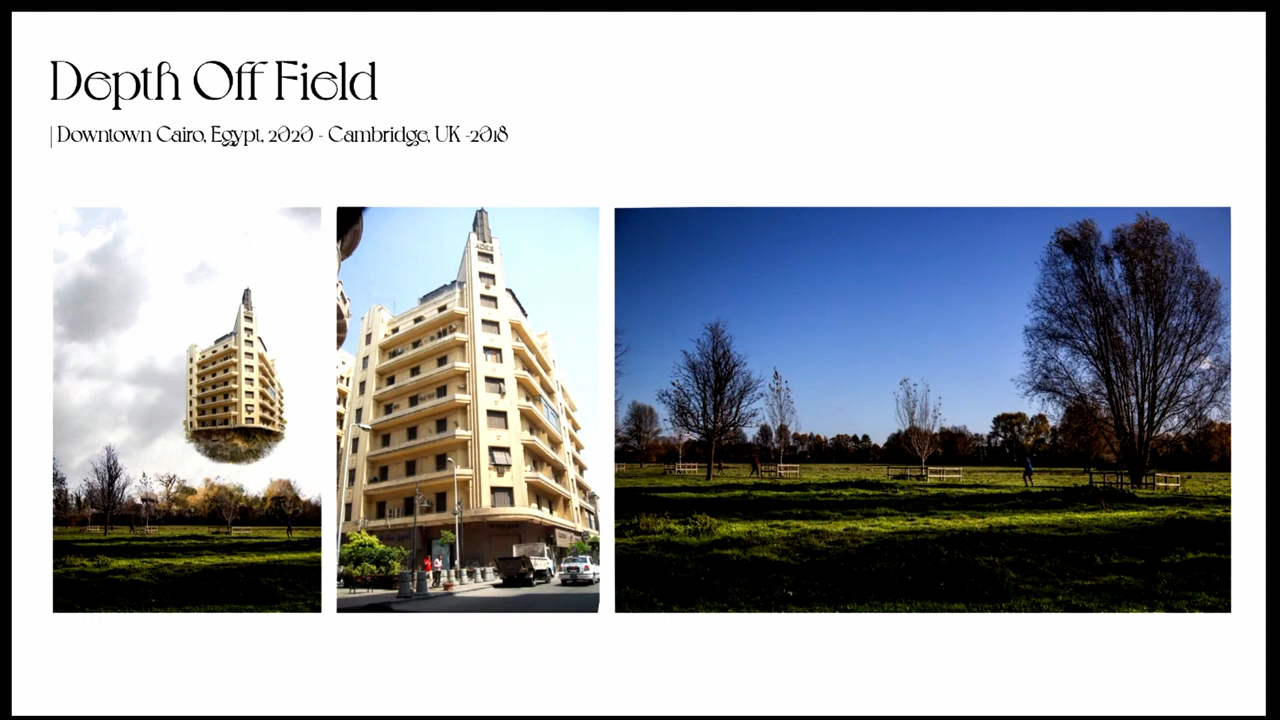 Depth Off Field
| Downtown Cairo, Egypt, 2020 - Cambridge, UK -2018